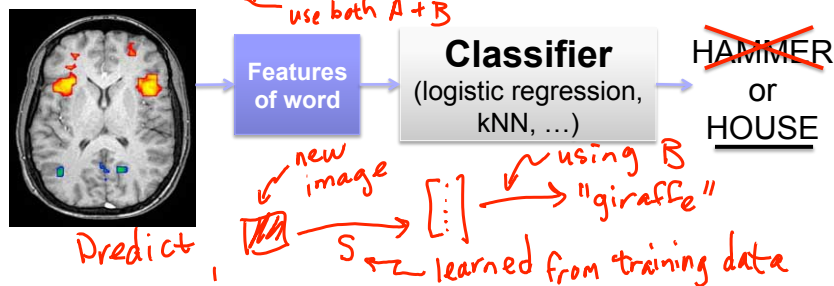 use both A + B
Features
of word
Classifier
(logistic regression,
kNN, …)
HAMMER
or
HOUSE
new
image
using B
"giraffe"
Predict
S
learned from training data